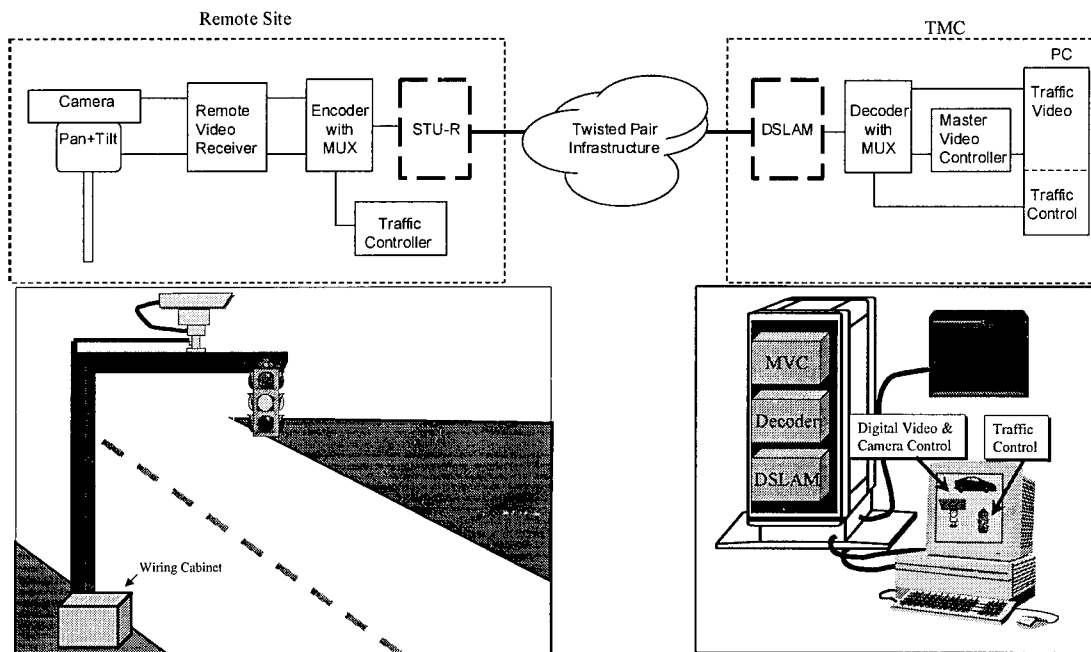 Remote Site
TMC
PC
Camera
Pan+Tilt
Remote
Video
Receiver
Encoder
with
MUX
STU-R
Traffic
Controller
Twisted Pair
Infrastructure
DSLAM
Decoder
with
MUX
Master
Video
Controller
Traffic
Video
Traffic
Control
Wiring Cabinet
MVC
Decoder
DSLAM
Digital Video &
Camera Control
Traffic
Control